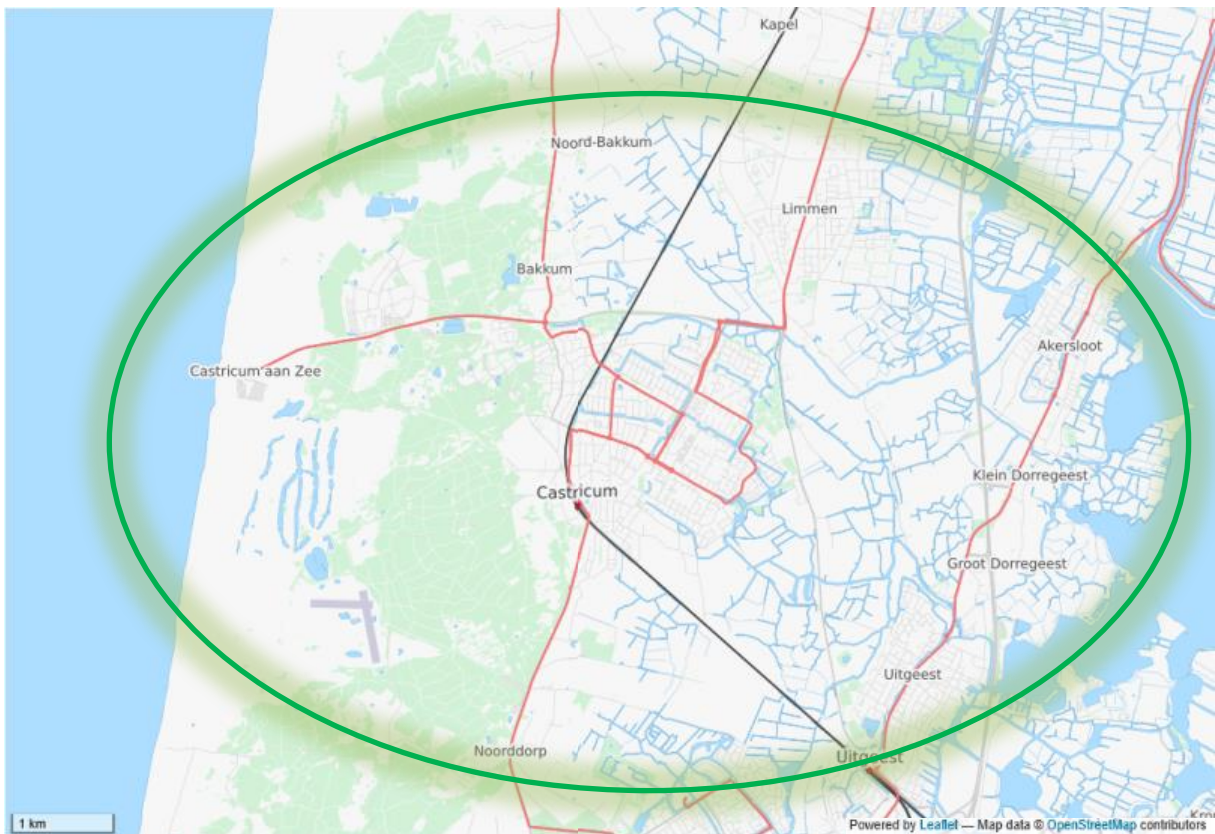 Kapel
Noord-Bakkum
Limmen
Bakkum
Akersloot
Castricum aan Zee
Klein Dorregeest
Castricum
Groot Dorregeest
Uitgeest
Noorddorp
Uitgeest
1 km
Powered by Leaflet — Map data © OpenStreetMap contributors